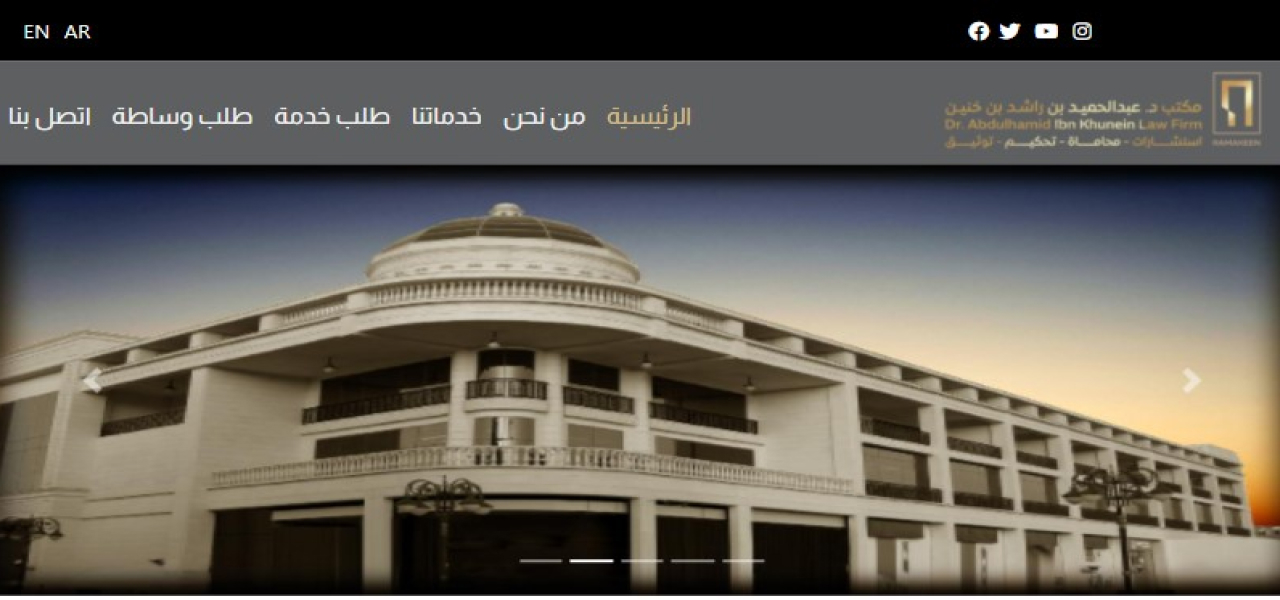 EN AR
الرئيسية من نحن خدماتنا طلب خدمة طلب وساطة اتصل بنا
مكتب د. عبدالحميد بن راشد بن خنين
Dr. Abdulhamid Ibn Khunein Law Firm
استشارات - محاماة - تحكيم - توثيق